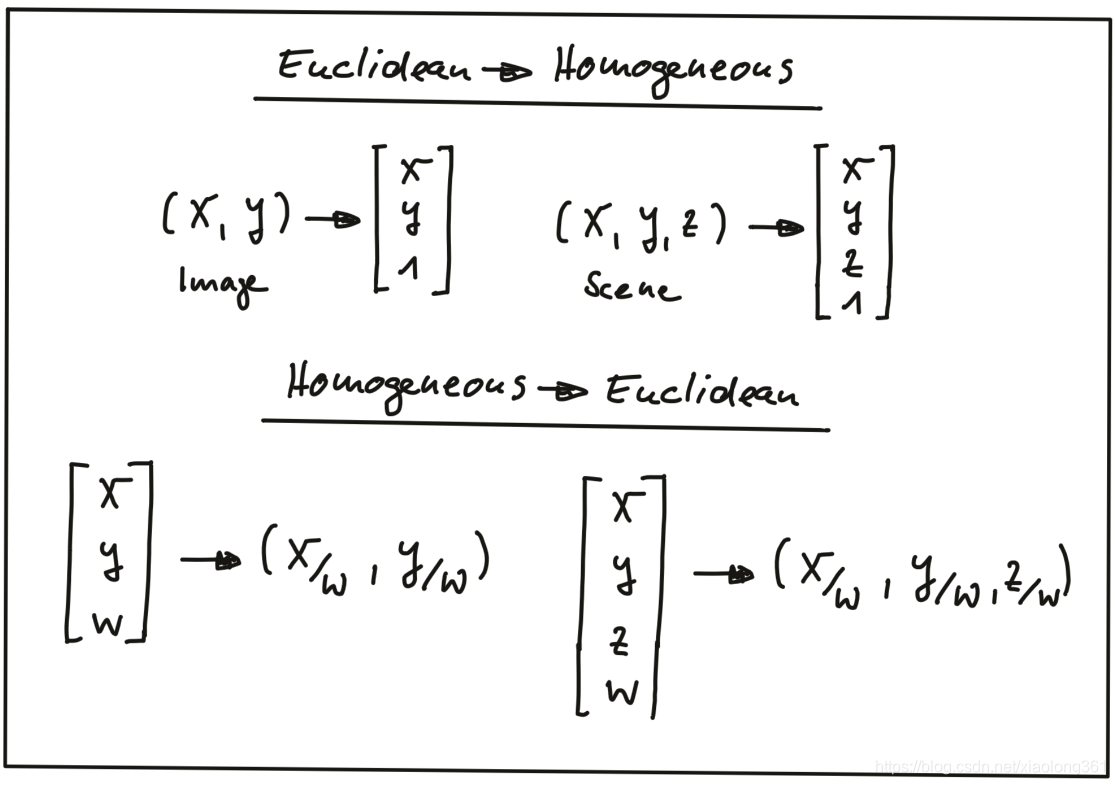 Euclidean → Homogeneous
(x, y) → [x y 1]
Image
(x, y, z) → [x y z 1]
Scene
Homogeneous → Euclidean
[x y w] → (x/w, y/w)
[x y z w] → (x/w, y/w, z/w)
https://blog.csdn.net/xiaolong361